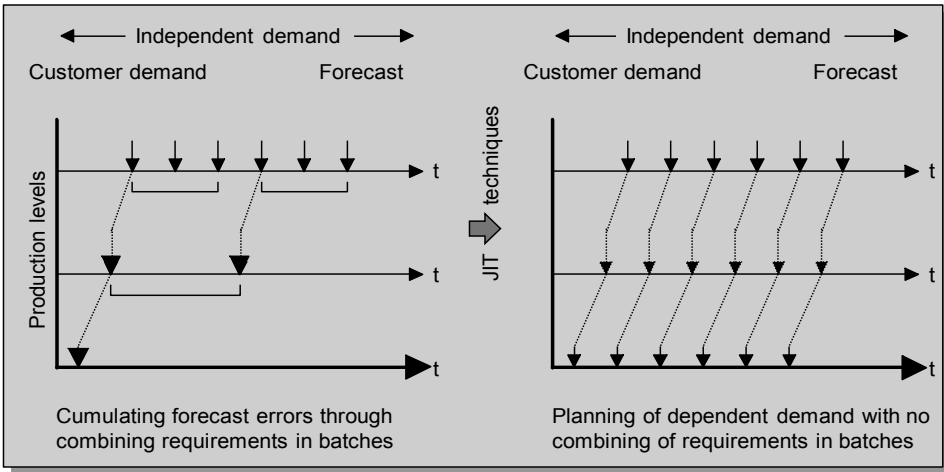 Independent demand
Customer demand Forecast
Production levels
t
t
t
Cumulating forecast errors through
combining requirements in batches
JIT techniques
Independent demand
Customer demand Forecast
t
t
t
Planning of dependent demand with no
combining of requirements in batches